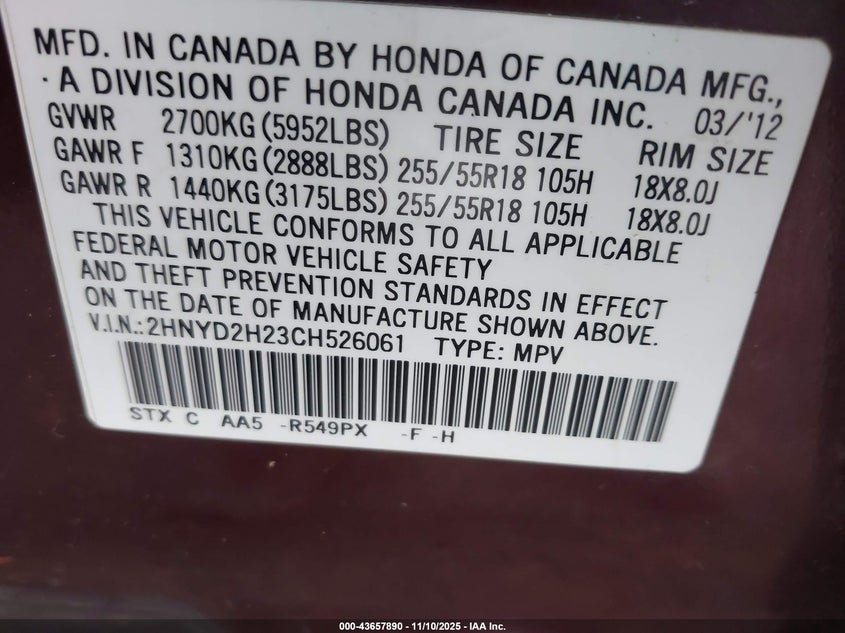 MFD. IN CANADA BY HONDA OF CANADA MFG.,
· A DIVISION OF HONDA CANADA INC. 03/'12
GVWR 2700KG (5952LBS) TIRE SIZE RIM SIZE
GAWR F 1310KG (2888LBS) 255/55R18 105H 18X8.0J
GAWR R 1440KG (3175LBS) 255/55R18 105H 18X8.0J
THIS VEHICLE CONFORMS TO ALL APPLICABLE
FEDERAL MOTOR VEHICLE SAFETY
AND THEFT PREVENTION STANDARDS IN EFFECT
ON THE DATE OF MANUFACTURE SHOWN ABOVE.
V.I.N.: 2HNYD2H23CH526061 TYPE: MPV
STX C AA5 -R549PX -F -H
000-43657890 - 11/10/2025 - IAA Inc.